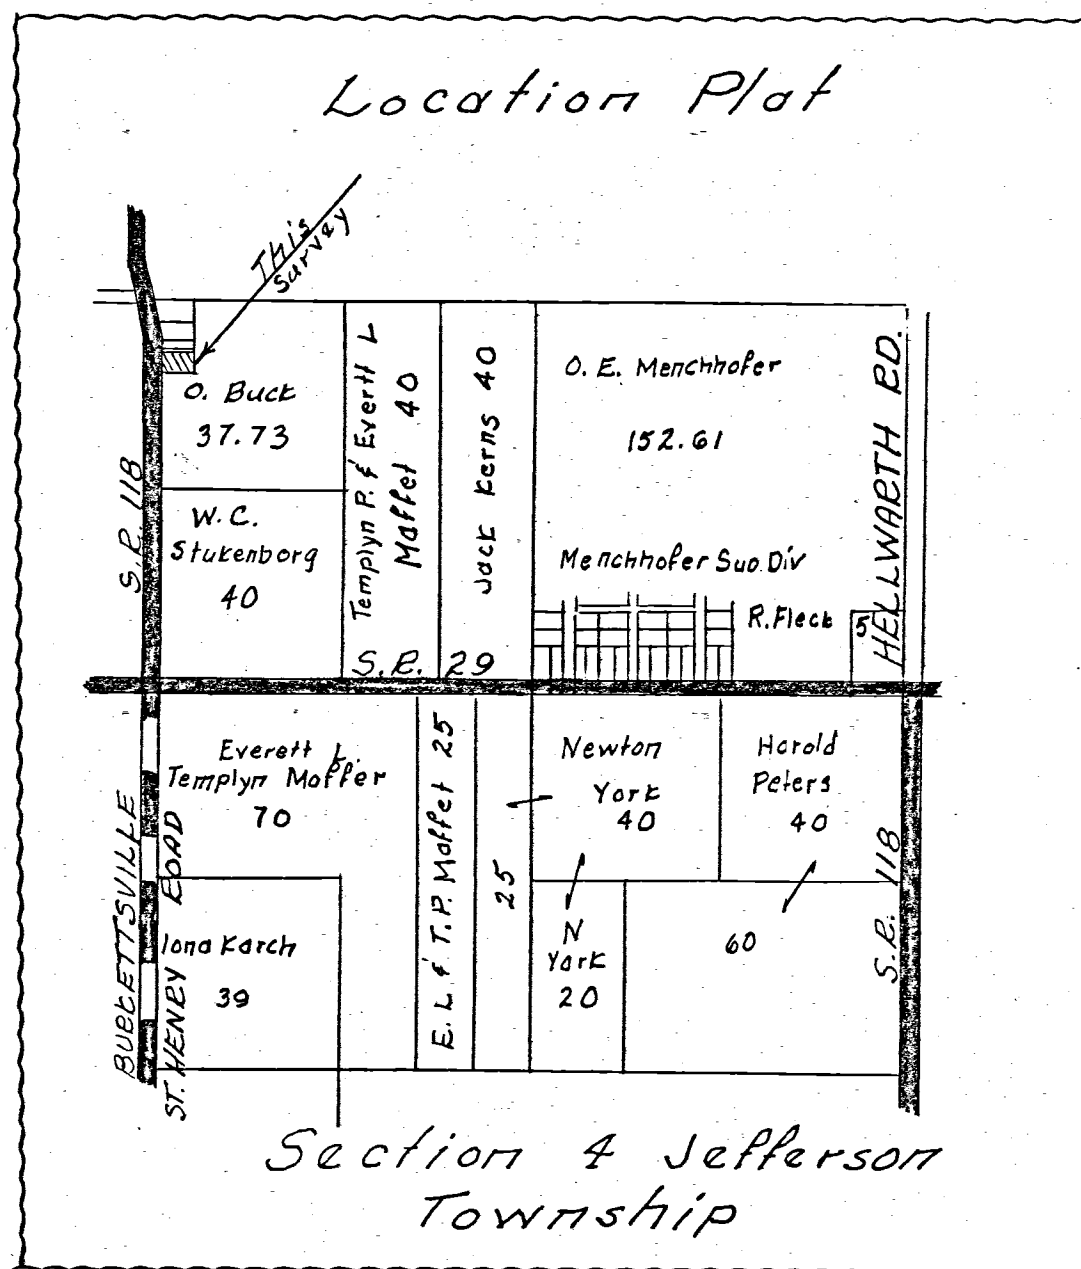 Location Plat
This
Survey
O. Buck
37.73
Templyn P. & Everett L
Maffet 40
Jack Kerns 40
O. E. Menchhofer
152.61
HELLWARTH RD.
S.R. 118
W. C.
Stukenborg
40
Menchhofer Sub. Div
R. Fleck
5
S.R. 29
Everett L
Templyn Maffer
70
E. L. & T. P. Maffet 25
25
Newton
York
40
Harold
Peters
40
S.R. 118
BURKETTSVILLE
ST. HENRY ROAD
Iona Karch
39
N
York
20
60
Section 4 Jefferson
Township